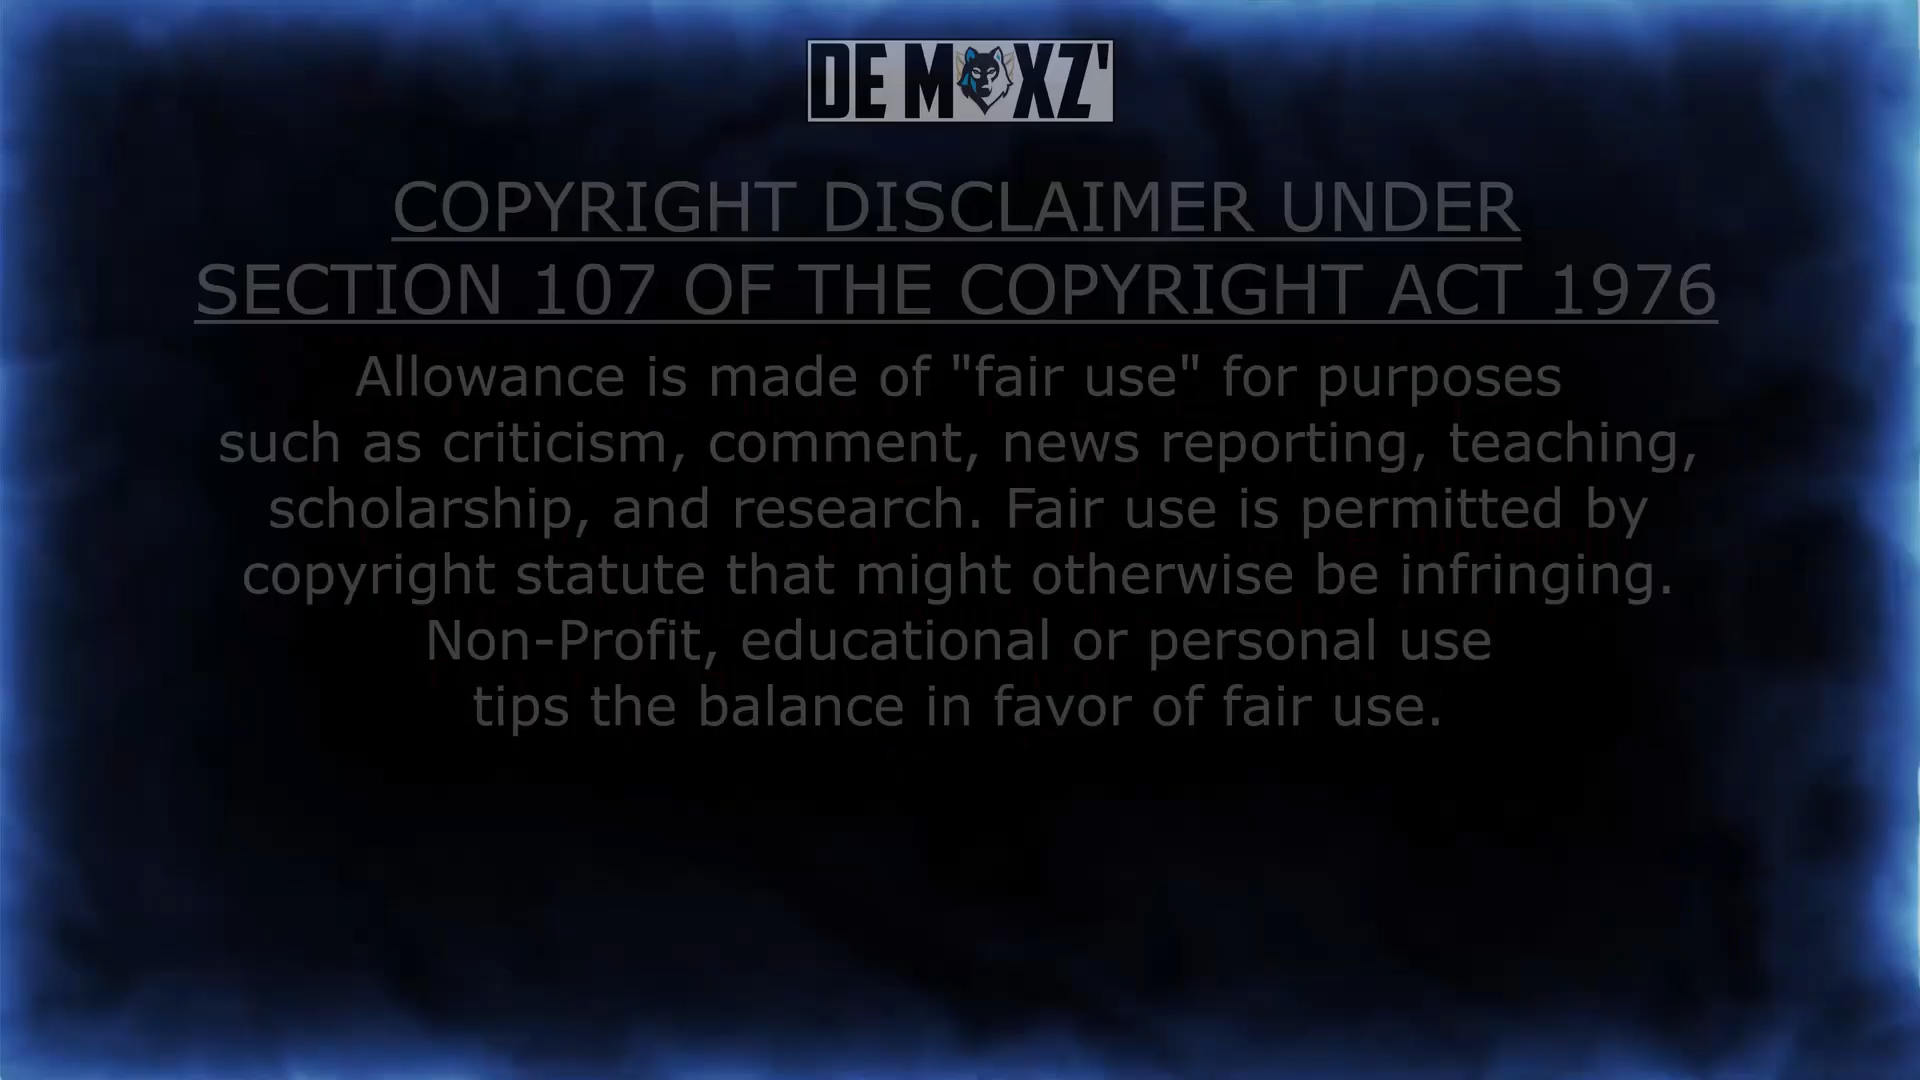 DE MOXZ'
COPYRIGHT DISCLAIMER UNDER
SECTION 107 OF THE COPYRIGHT ACT 1976
Allowance is made of "fair use" for purposes
such as criticism, comment, news reporting, teaching,
scholarship, and research. Fair use is permitted by
copyright statute that might otherwise be infringing.
Non-Profit, educational or personal use
tips the balance in favor of fair use.